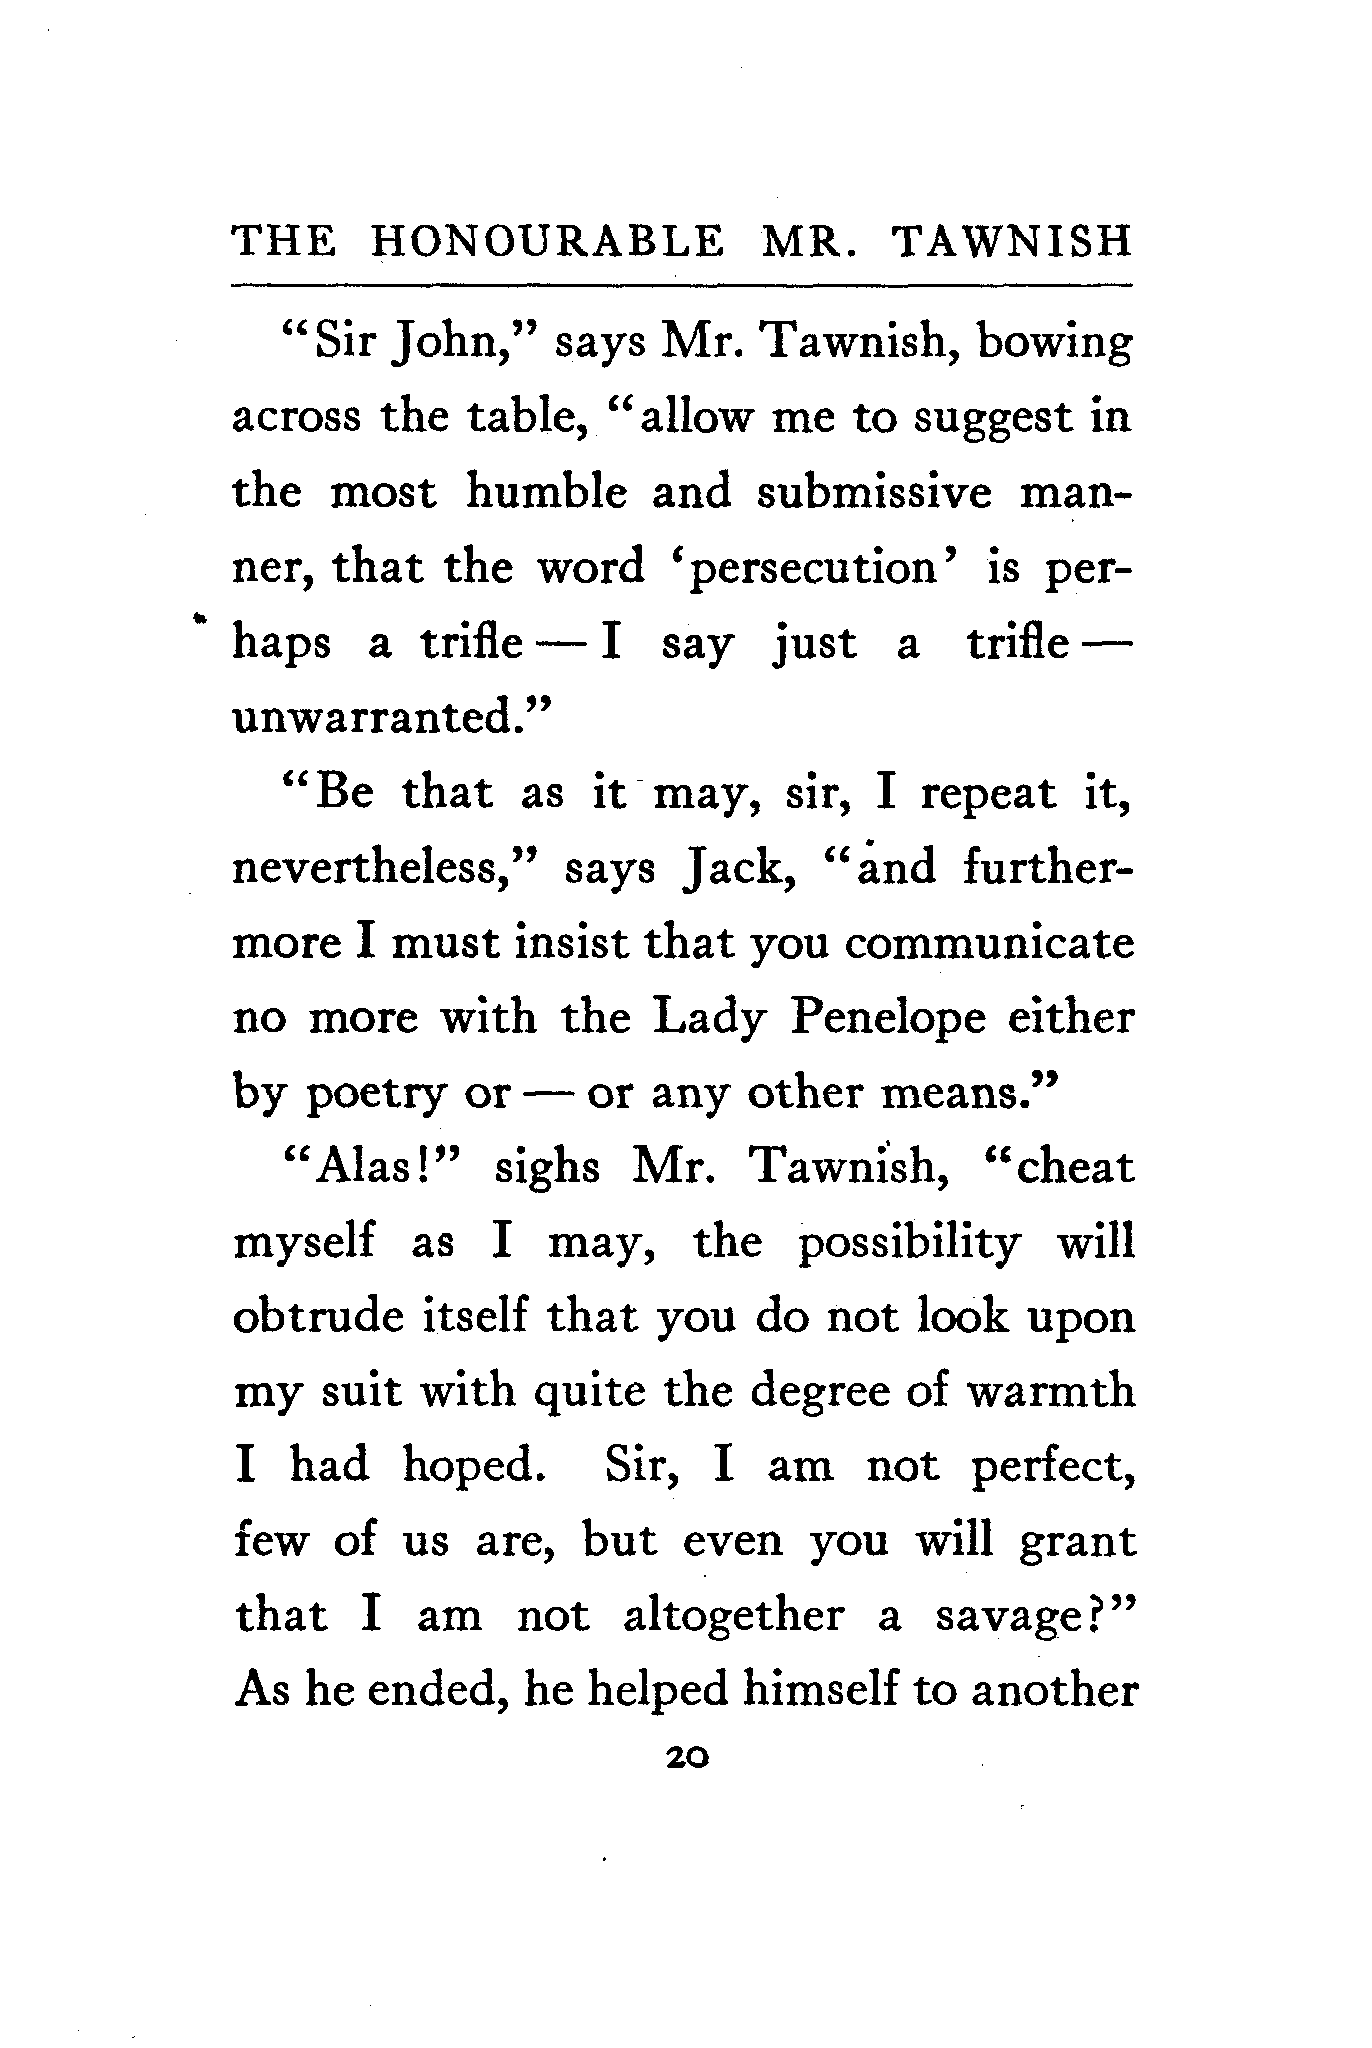 THE HONOURABLE MR. TAWNISH
“Sir John,” says Mr. Tawnish, bowing
across the table, “allow me to suggest in
the most humble and submissive man-
ner, that the word ‘persecution’ is per-
haps a trifle — I say just a trifle —
unwarranted.”
“Be that as it may, sir, I repeat it,
nevertheless,” says Jack, “and further-
more I must insist that you communicate
no more with the Lady Penelope either
by poetry or — or any other means.”
“Alas!” sighs Mr. Tawnish, “cheat
myself as I may, the possibility will
obtrude itself that you do not look upon
my suit with quite the degree of warmth
I had hoped. Sir, I am not perfect,
few of us are, but even you will grant
that I am not altogether a savage?”
As he ended, he helped himself to another
20